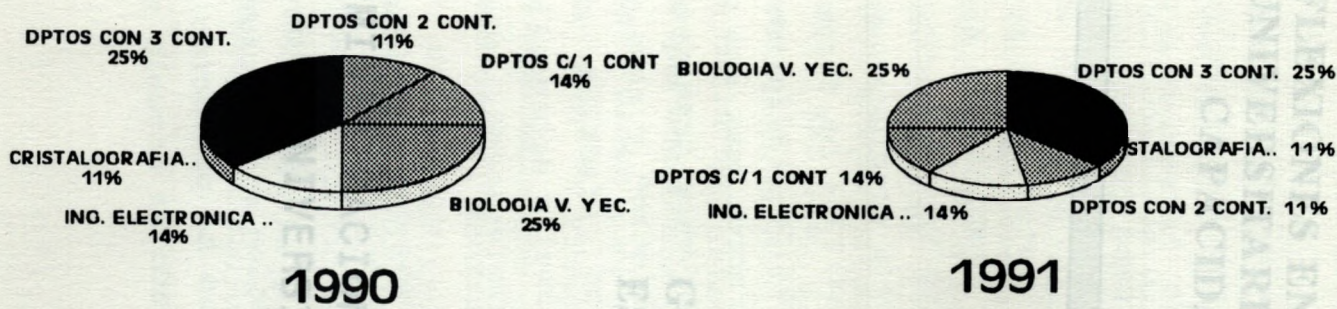 DPTOS CON 2 CONT.
11%
DPTOS CON 3 CONT.
25%
DPTOS C/ 1 CONT
14%
CRISTALOGRAFIA..
11%
ING. ELECTRONICA ..
14%
BIOLOGIA V. Y EC.
25%
1990
BIOLOGIA V. Y EC. 25%
DPTOS CON 3 CONT. 25%
STALOGRAFIA.. 11%
DPTOS C/ 1 CONT 14%
ING. ELECTRONICA .. 14%
DPTOS CON 2 CONT. 11%
1991